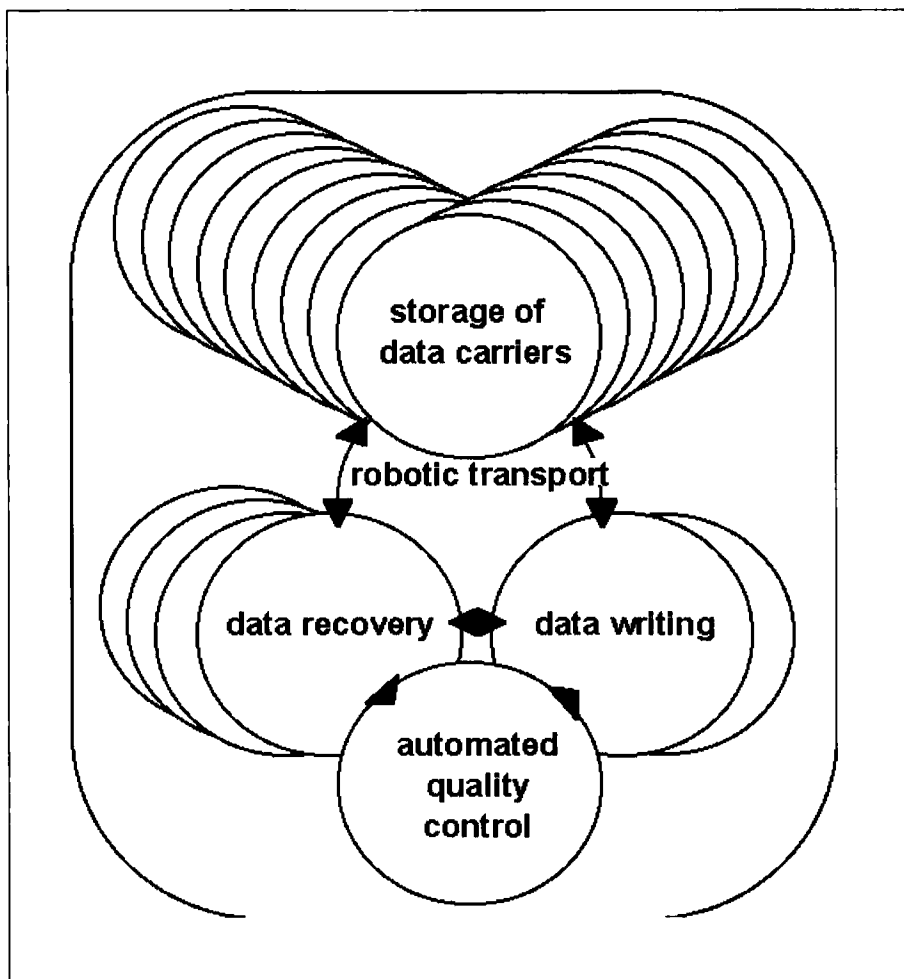 storage of
data carriers
robotic transport
data recovery
data writing
automated
quality
control